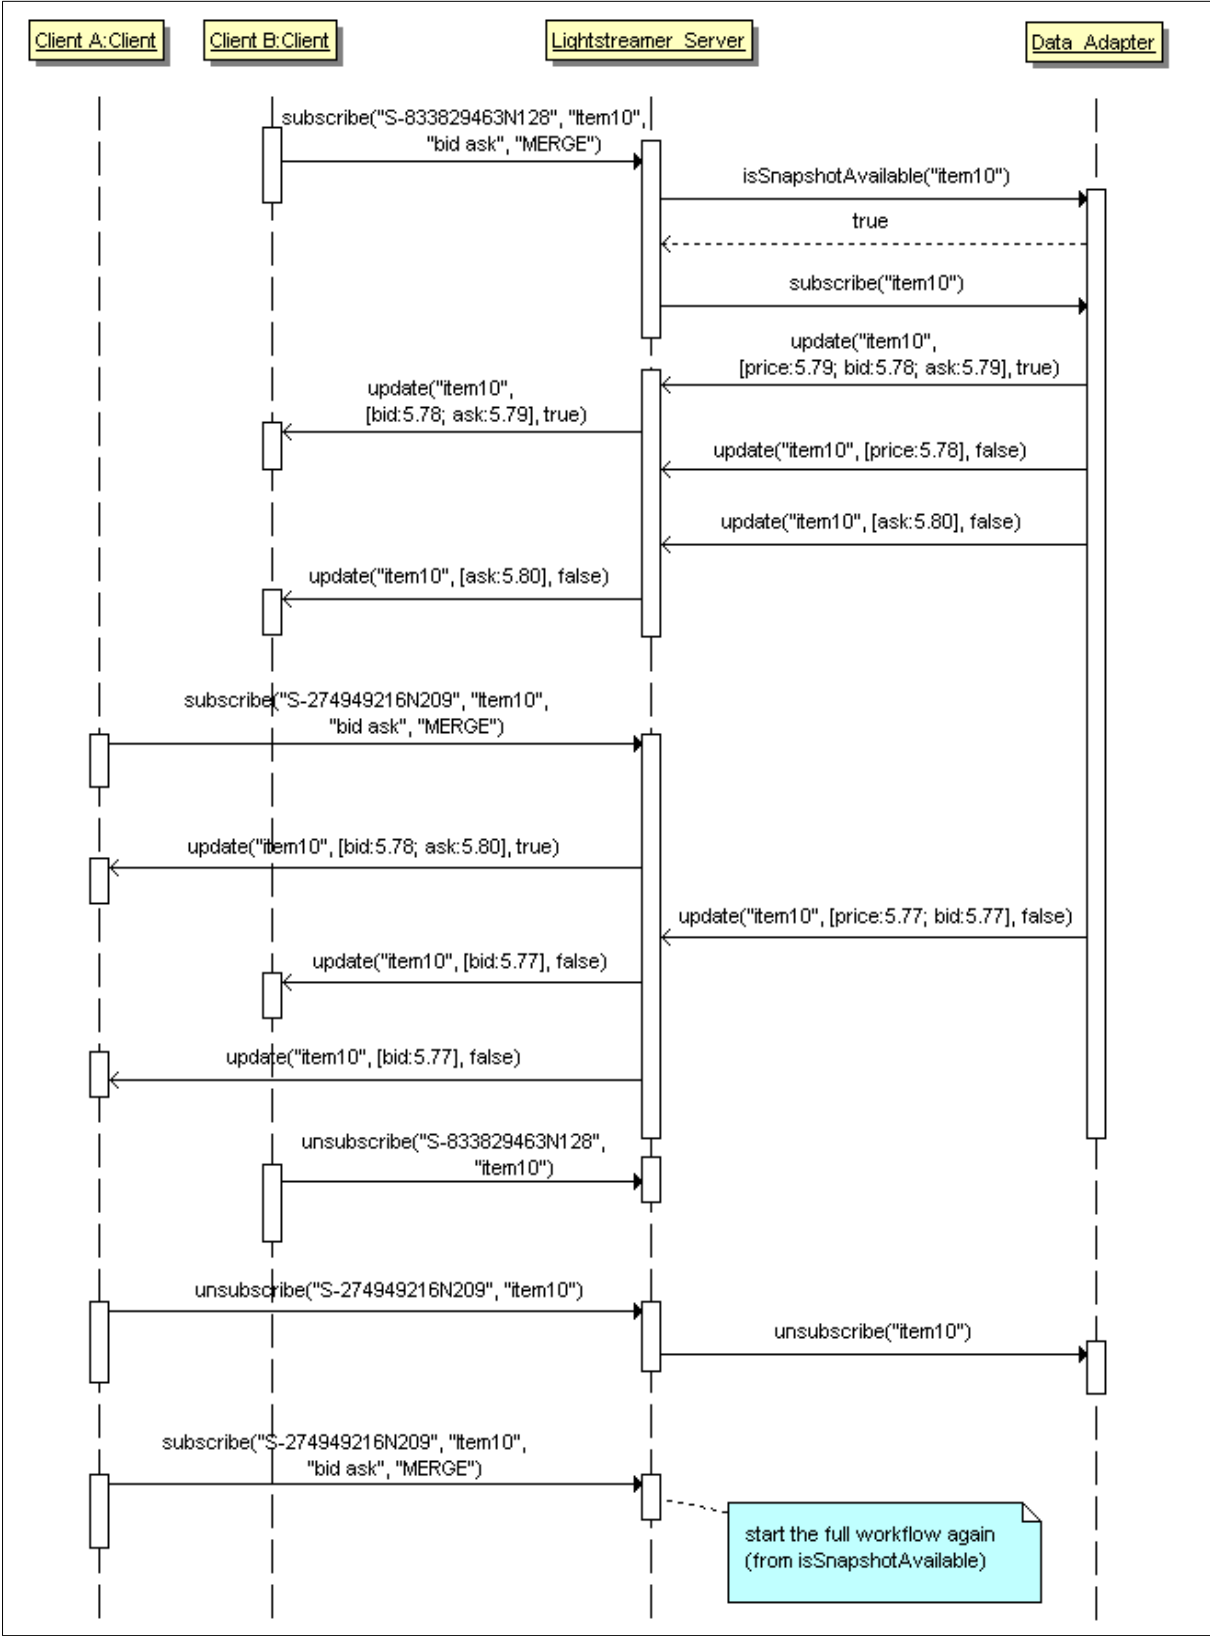 Client A:Client
Client B:Client
Lightstreamer_Server
Data_Adapter
subscribe("S-833829463N128", "Item10",
"bid ask", "MERGE")
isSnapshotAvailable("item10")
true
subscribe("item10")
update("item10",
[price:5.79; bid:5.78; ask:5.79], true)
update("item10",
[bid:5.78; ask:5.79], true)
update("item10", [price:5.78], false)
update("item10", [ask:5.80], false)
update("item10", [ask:5.80], false)
subscribe("S-274949216N209", "Item10",
"bid ask", "MERGE")
update("item10", [bid:5.78; ask:5.80], true)
update("item10", [price:5.77; bid:5.77], false)
update("item10", [bid:5.77], false)
update("item10", [bid:5.77], false)
unsubscribe("S-833829463N128",
"item10")
unsubscribe("S-274949216N209", "item10")
unsubscribe("item10")
subscribe("S-274949216N209", "Item10",
"bid ask", "MERGE")
start the full workflow again
(from isSnapshotAvailable)